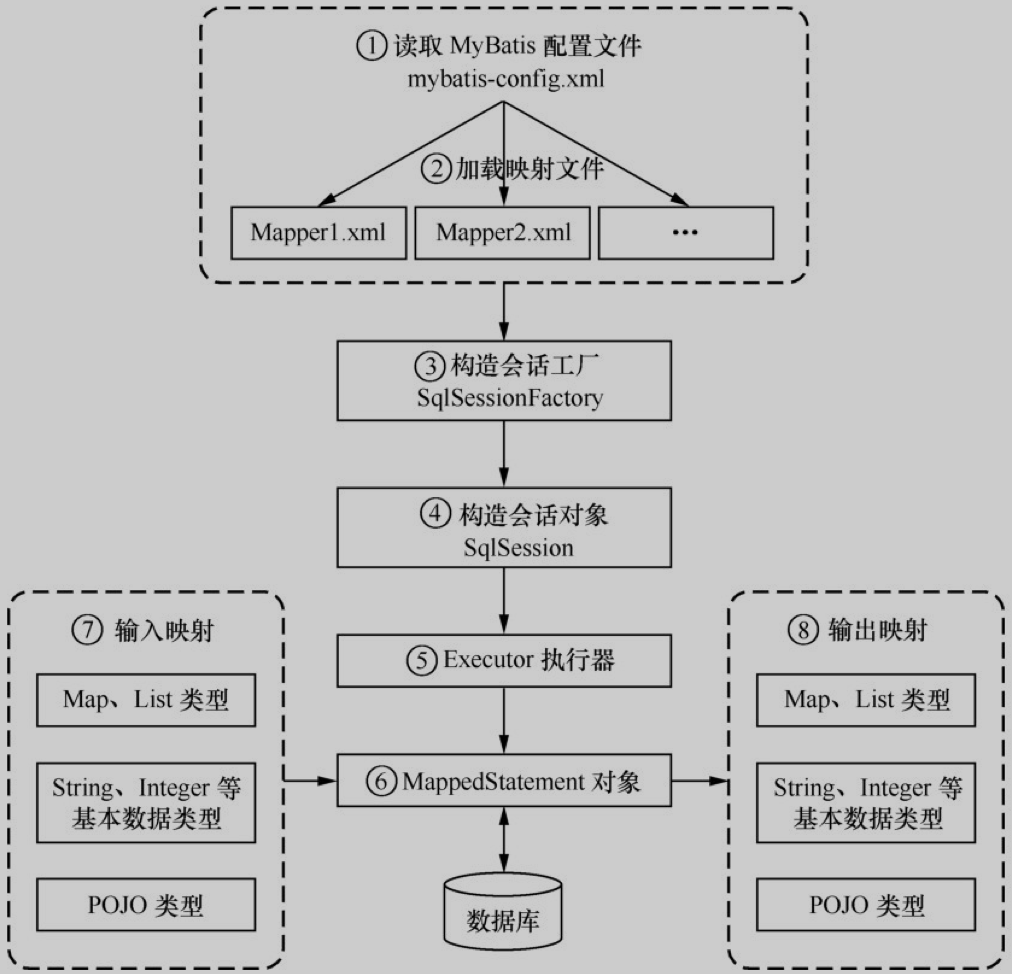 ① 读取 MyBatis 配置文件
mybatis-config.xml
② 加载映射文件
Mapper1.xml
Mapper2.xml
…
③ 构造会话工厂
SqlSessionFactory
④ 构造会话对象
SqlSession
⑤ Executor 执行器
⑥ MappedStatement 对象
数据库
⑦ 输入映射
Map、List 类型
String、Integer 等
基本数据类型
POJO 类型
⑧ 输出映射
Map、List 类型
String、Integer 等
基本数据类型
POJO 类型